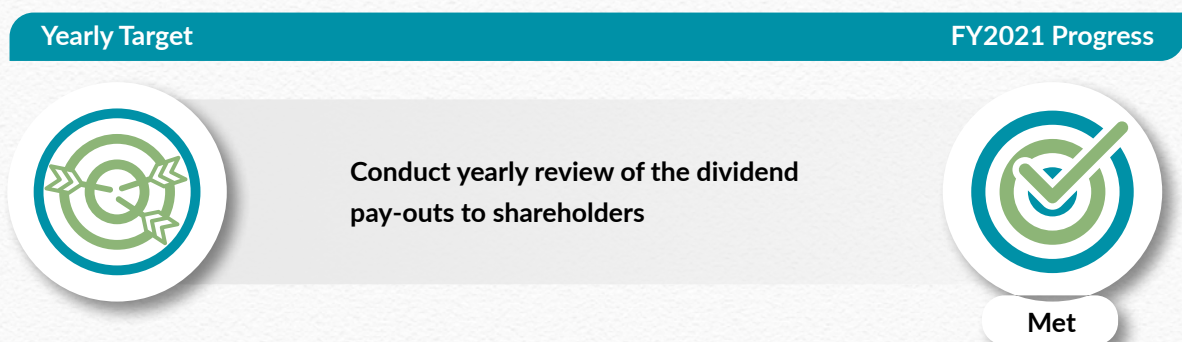 Yearly Target
FY2021 Progress
Conduct yearly review of the dividend
pay-outs to shareholders
Met